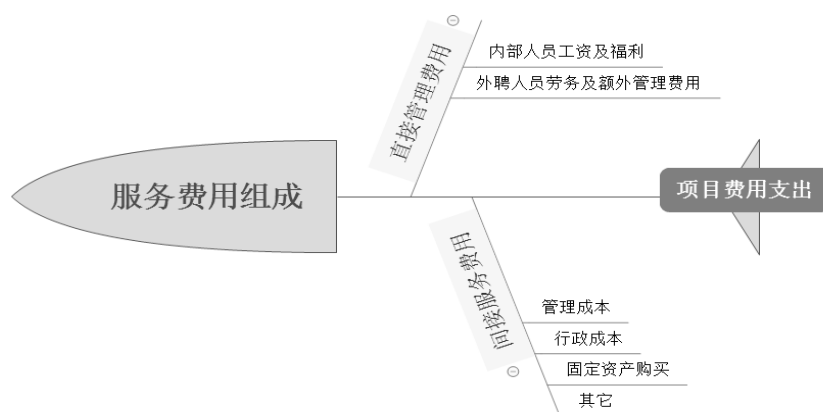 服务费用组成
直接管理费用
内部人员工资及福利
外聘人员劳务及额外管理费用
间接服务费用
管理成本
行政成本
固定资产购买
其它
项目费用支出